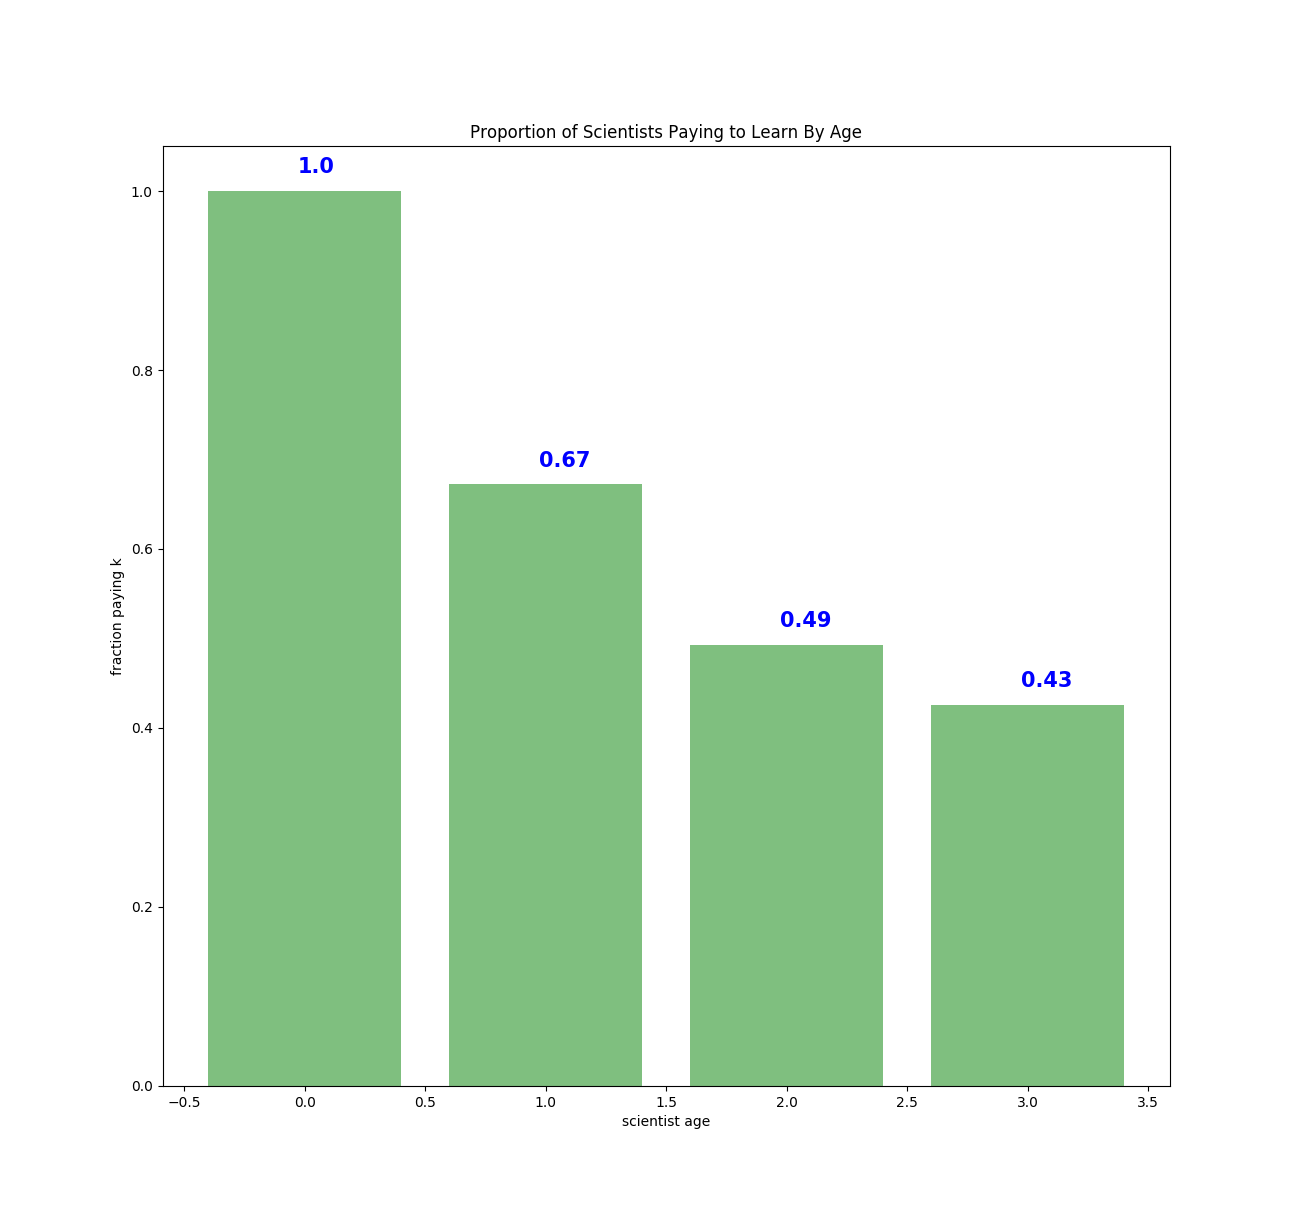 Proportion of Scientists Paying to Learn By Age
1.0
0.67
0.49
0.43
1.0
0.8
0.6
0.4
0.2
0.0
fraction paying k
−0.5 0.0 0.5 1.0 1.5 2.0 2.5 3.0 3.5
scientist age